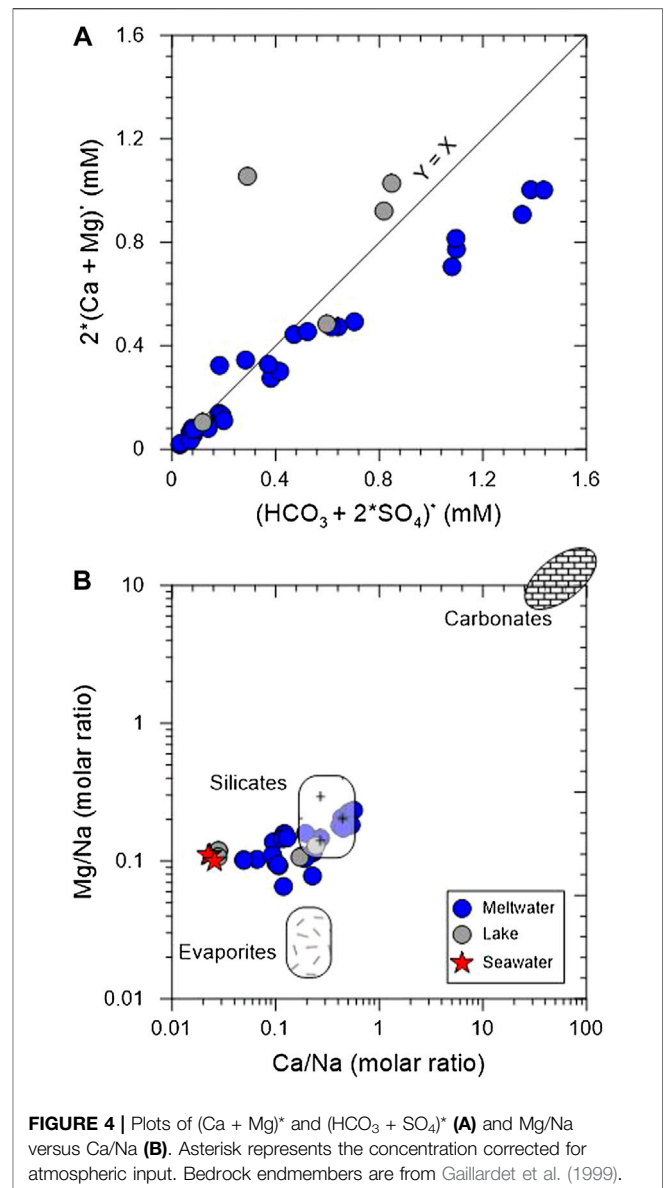 A
1.6
1.2
0.8
0.4
0
0 0.4 0.8 1.2 1.6
2*(Ca + Mg)* (mM)
Y = X
(HCO₃ + 2*SO₄)* (mM)
B
10
1
0.1
0.01
0.01 0.1 1 10 100
Mg/Na (molar ratio)
Carbonates
Silicates
Evaporites
Meltwater
Lake
Seawater
Ca/Na (molar ratio)
FIGURE 4 | Plots of (Ca + Mg)* and (HCO₃ + SO₄)* (A) and Mg/Na
versus Ca/Na (B). Asterisk represents the concentration corrected for
atmospheric input. Bedrock endmembers are from Gaillardet et al. (1999).